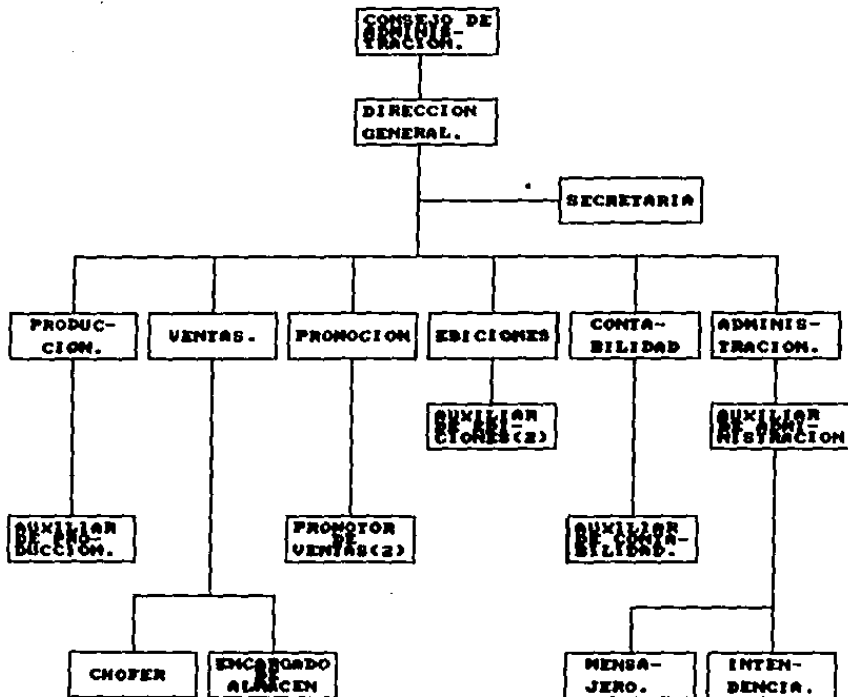 CONSEJO DE
ADMINIS-
TRACION.
DIRECCION
GENERAL.
SECRETARIA
PRODUC-
CION.
VENTAS.
PROMOCION
EDICIONES
CONTA-
BILIDAD
ADMINIS-
TRACION.
AUXILIAR
DE EDI-
CIONES(2)
AUXILIAR
DE ADMI-
NISTRACION
AUXILIAR
DE PRO-
DUCCION.
PROMOTOR
DE
VENTAS(2)
AUXILIAR
DE CONTA-
BILIDAD.
CHOFER
ENCARGADO
DE
ALMACEN
MENSA-
JERO.
INTEN-
DENCIA.